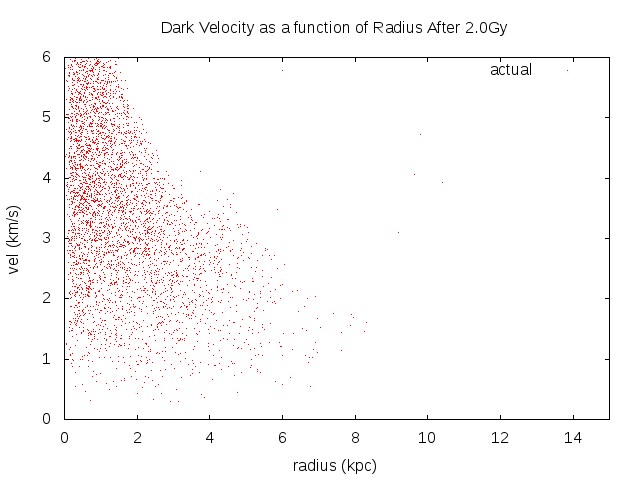 Dark Velocity as a function of Radius After 2.0Gy
6
actual
5
4
3
vel (km/s)
2
1
0
0 2 4 6 8 10 12 14
radius (kpc)